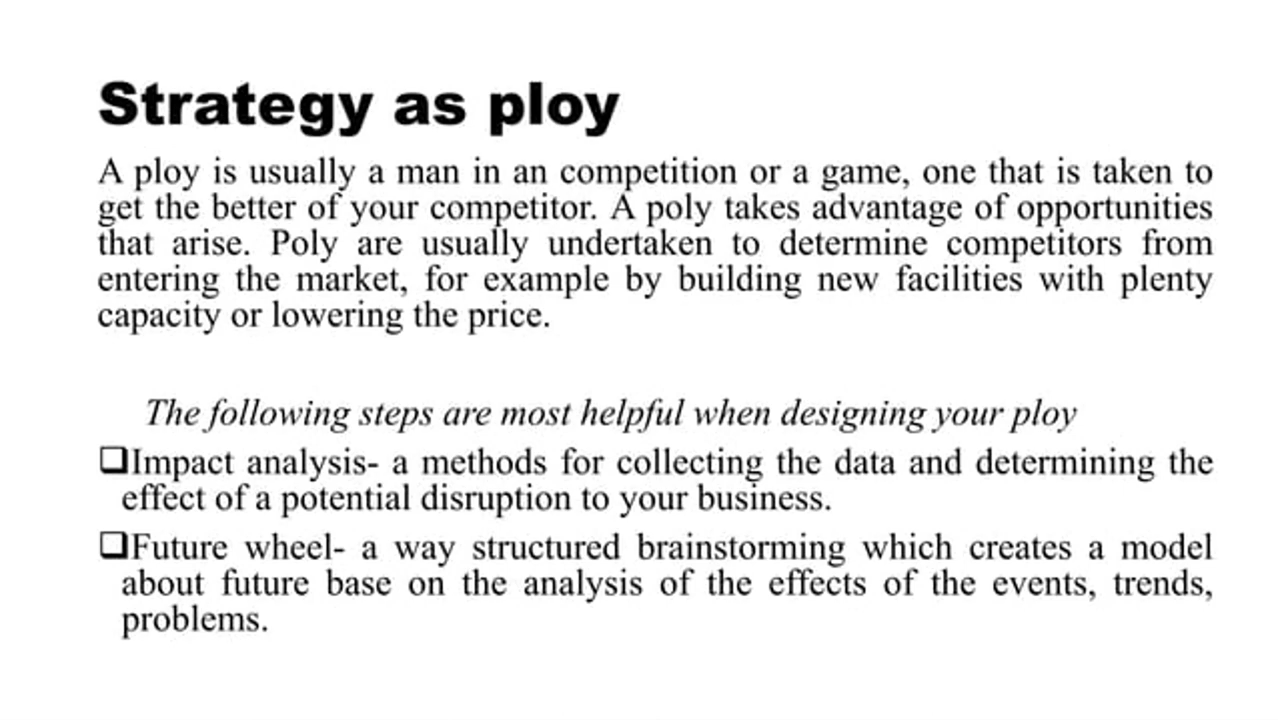 Strategy as ploy
A ploy is usually a man in an competition or a game, one that is taken to
get the better of your competitor. A poly takes advantage of opportunities
that arise. Poly are usually undertaken to determine competitors from
entering the market, for example by building new facilities with plenty
capacity or lowering the price.
The following steps are most helpful when designing your ploy
❑Impact analysis- a methods for collecting the data and determining the
effect of a potential disruption to your business.
❑Future wheel- a way structured brainstorming which creates a model
about future base on the analysis of the effects of the events, trends,
problems.